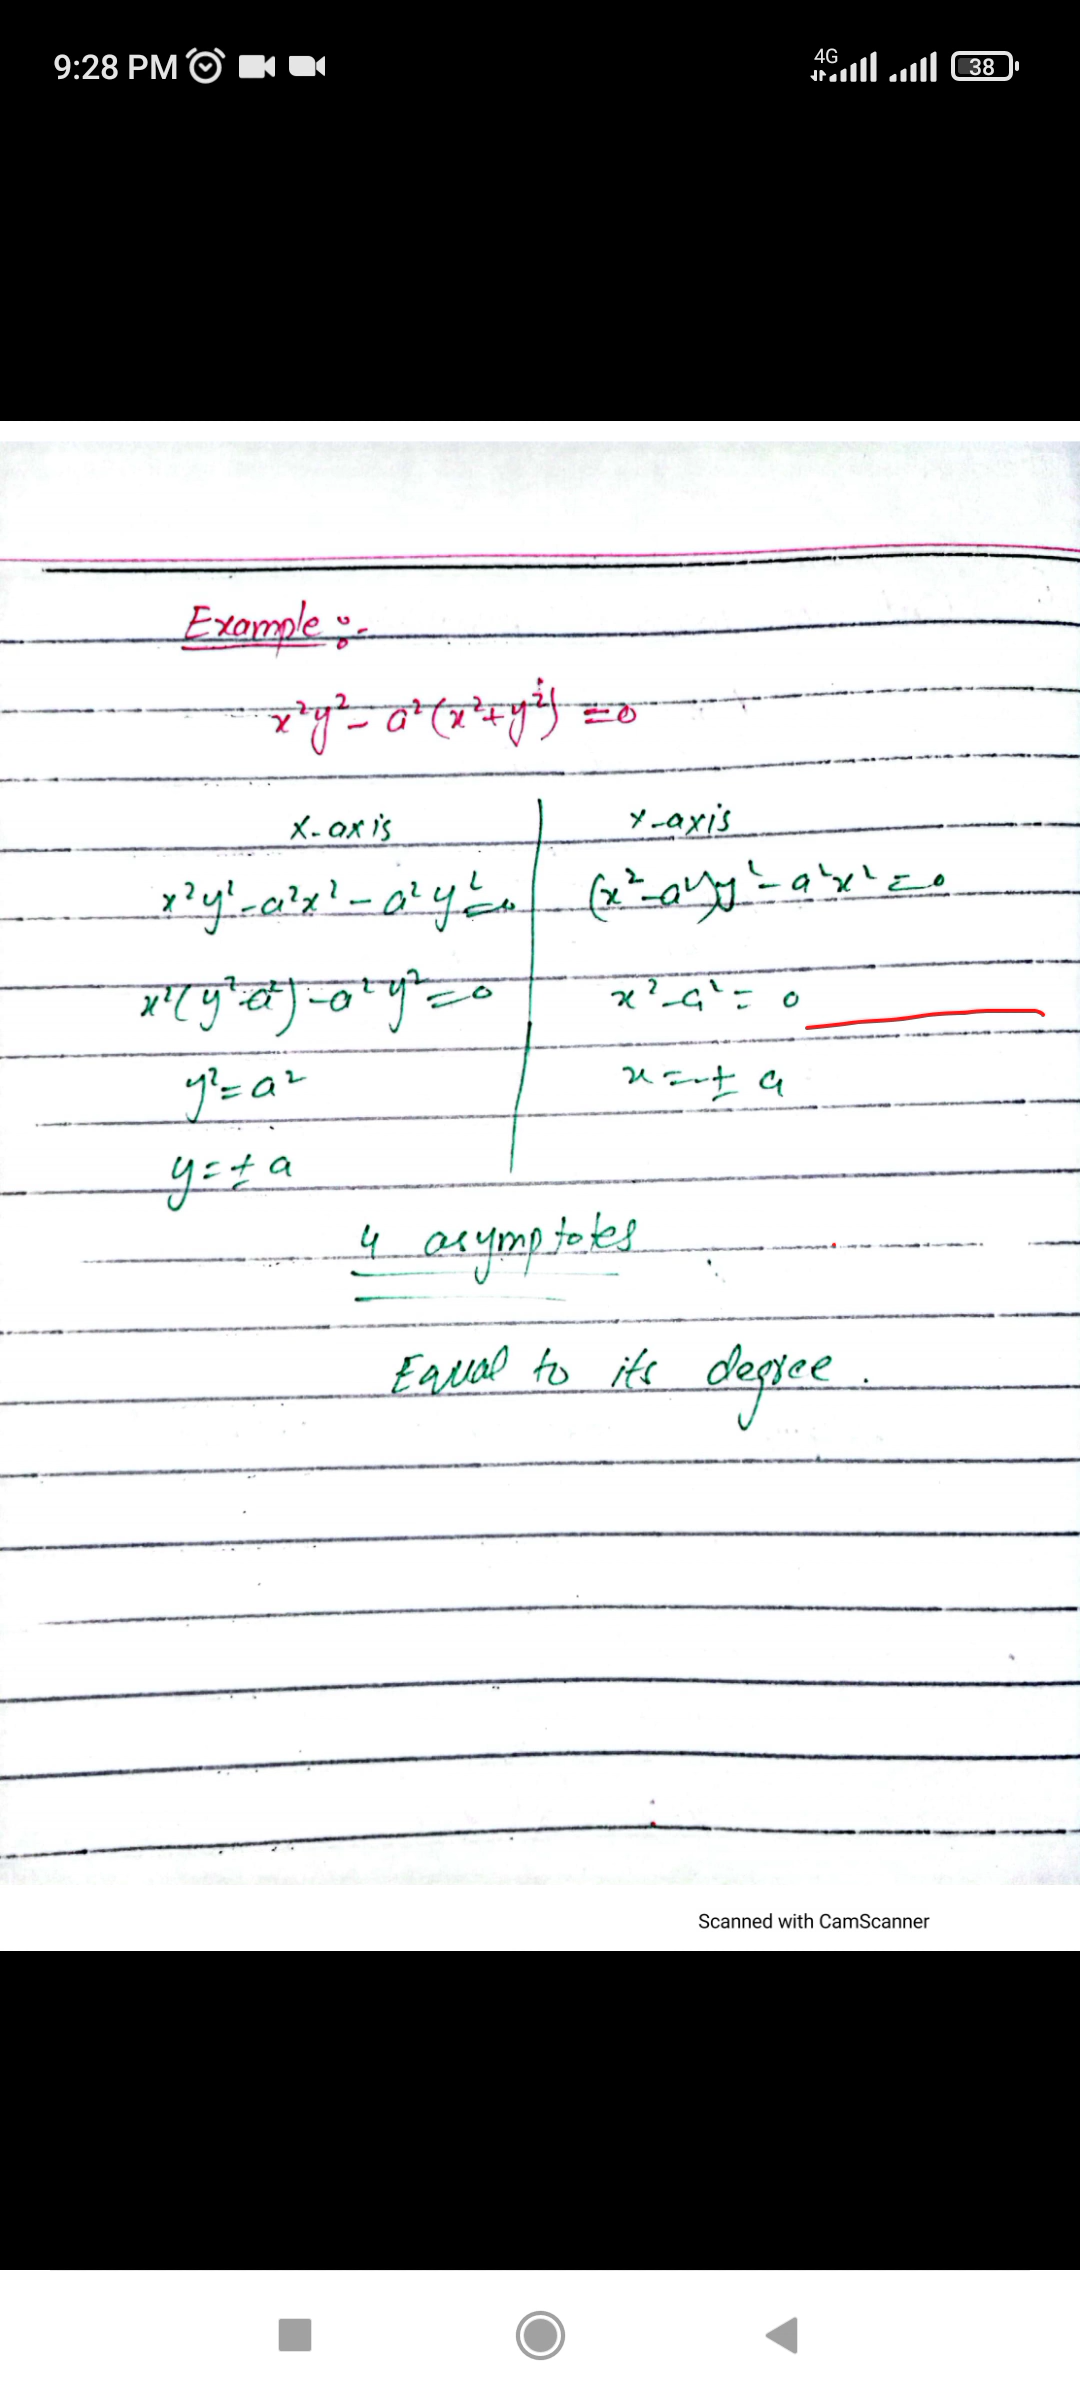 9:28 PM 4G 38
Example :-
x²y² - a²(x²+y²) = 0
x-axis
x²y² - a²x² - a²y² = 0
x²(y²-a²) - a²y² = 0
y² = a²
y = ± a
x-axis
(x²-a²)y² - a²x² = 0
x² - a² = 0
x = ± a
4 asymptotes
Equal to its degree.
Scanned with CamScanner